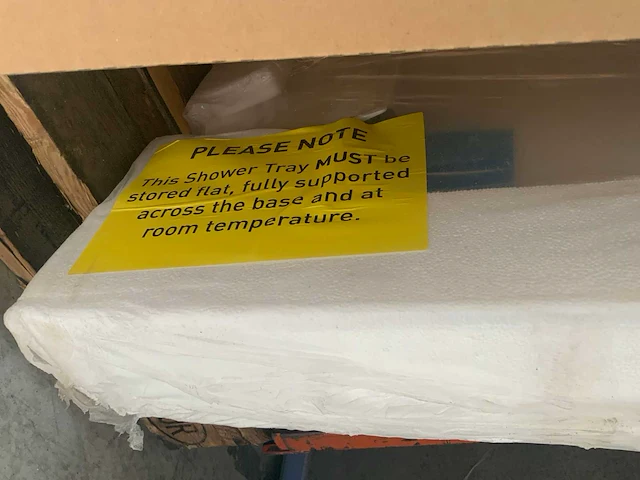 PLEASE NOTE
This Shower Tray MUST be
stored flat, fully supported
across the base and at
room temperature.